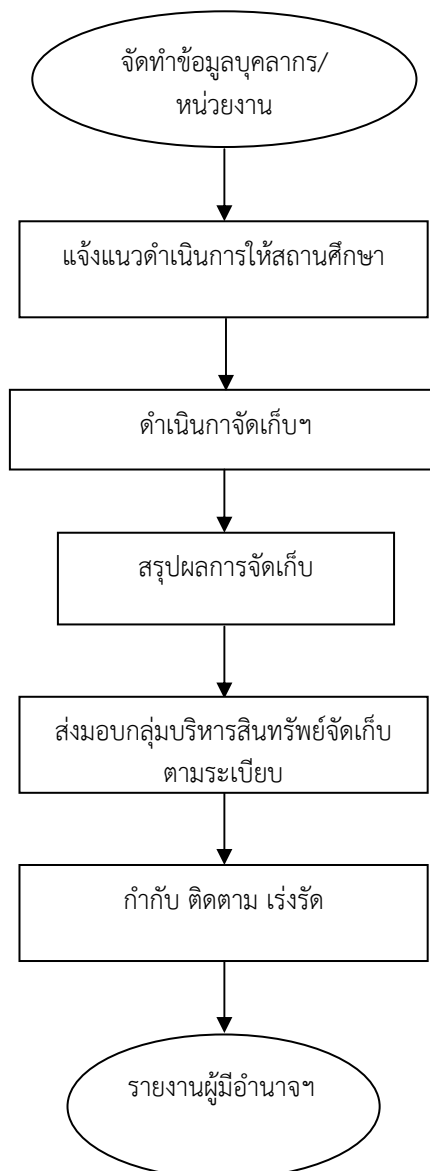 จัดทำข้อมูลบุคลากร/
หน่วยงาน
แจ้งแนวดำเนินการให้สถานศึกษา
ดำเนินกาจัดเก็บฯ
สรุปผลการจัดเก็บ
ส่งมอบกลุ่มบริหารสินทรัพย์จัดเก็บ
ตามระเบียบ
กำกับ ติดตาม เร่งรัด
รายงานผู้มีอำนาจฯ